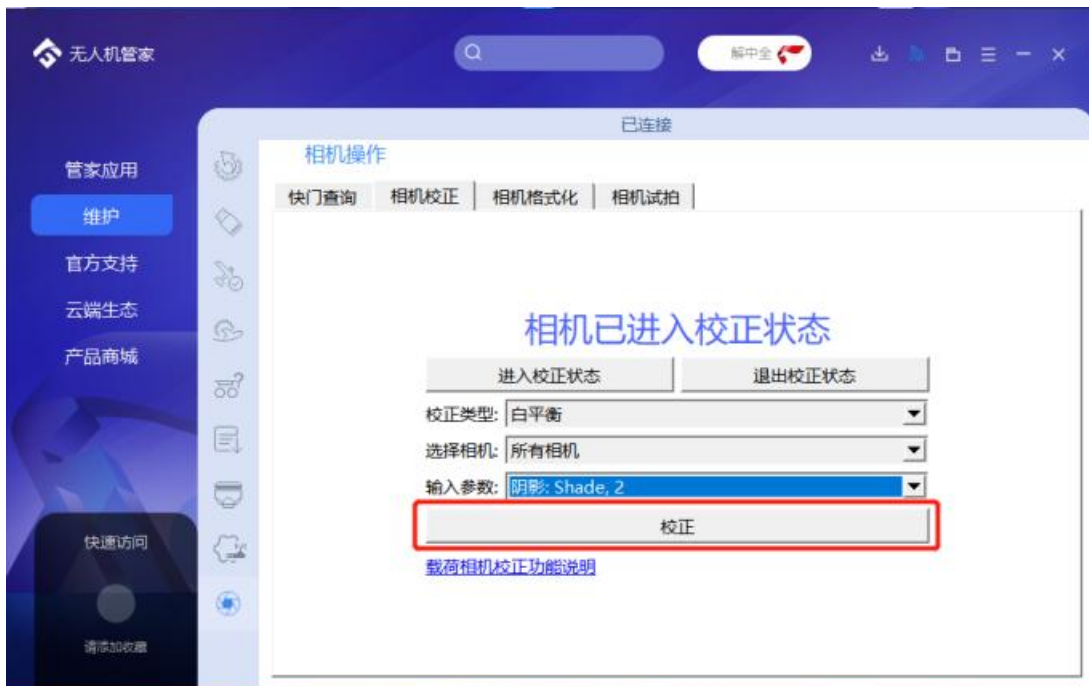 无人机管家
解中全
已连接
管家应用
维护
官方支持
云端生态
产品商城
快速访问
请添加收藏
相机操作
快门查询 相机校正 相机格式化 相机试拍
相机已进入校正状态
进入校正状态 退出校正状态
校正类型: 白平衡
选择相机: 所有相机
输入参数: 阴影: Shade, 2
校正
载荷相机校正功能说明